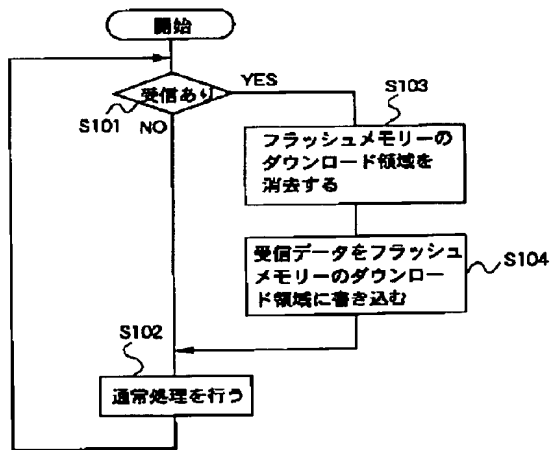 開始
受信あり
YES
S101
NO
S103
フラッシュメモリーの
ダウンロード領域を
消去する
受信データをフラッシュ
メモリーのダウンロー
ド領域に書き込む
S104
S102
通常処理を行う